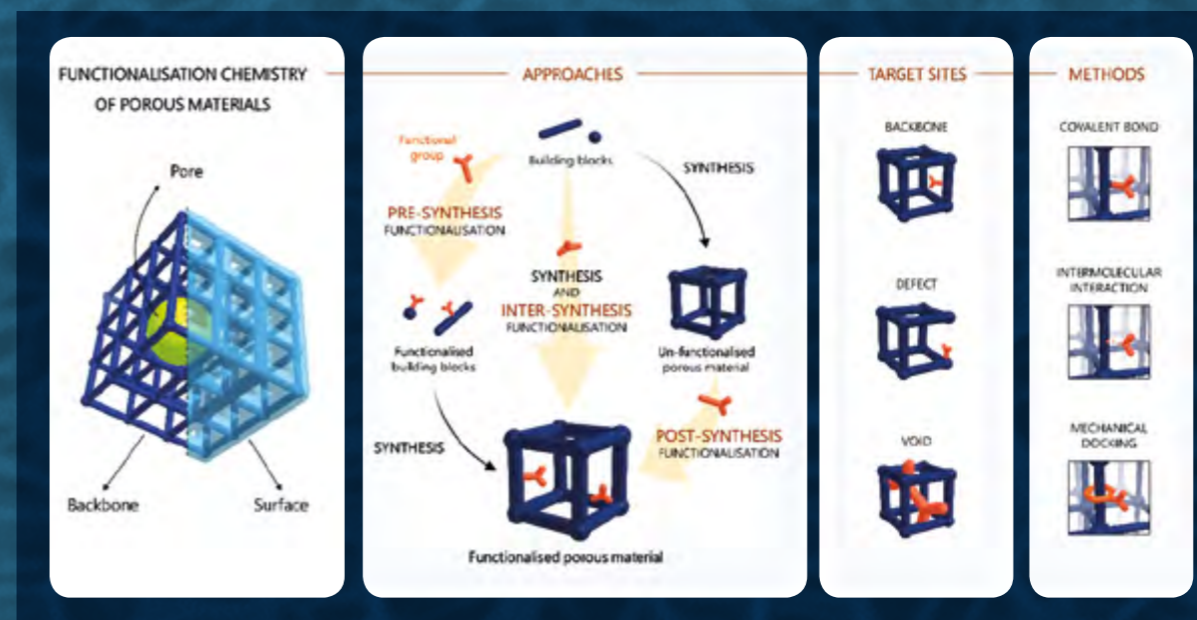 FUNCTIONALISATION CHEMISTRY
OF POROUS MATERIALS
Pore
Backbone
Surface
APPROACHES
Functional
group
Building blocks
SYNTHESIS
PRE-SYNTHESIS
FUNCTIONALISATION
SYNTHESIS
AND
INTER-SYNTHESIS
FUNCTIONALISATION
Functionalised
building blocks
Un-functionalised
porous material
SYNTHESIS
POST-SYNTHESIS
FUNCTIONALISATION
Functionalised porous material
TARGET SITES
BACKBONE
DEFECT
VOID
METHODS
COVALENT BOND
INTERMOLECULAR
INTERACTION
MECHANICAL
DOCKING